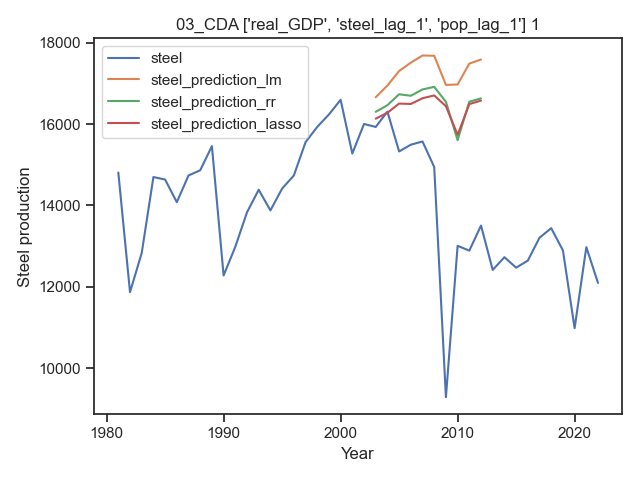 03_CDA ['real_GDP', 'steel_lag_1', 'pop_lag_1'] 1
steel
steel_prediction_lm
steel_prediction_rr
steel_prediction_lasso
18000
16000
14000
12000
10000
Steel production
1980
1990
2000
2010
2020
Year